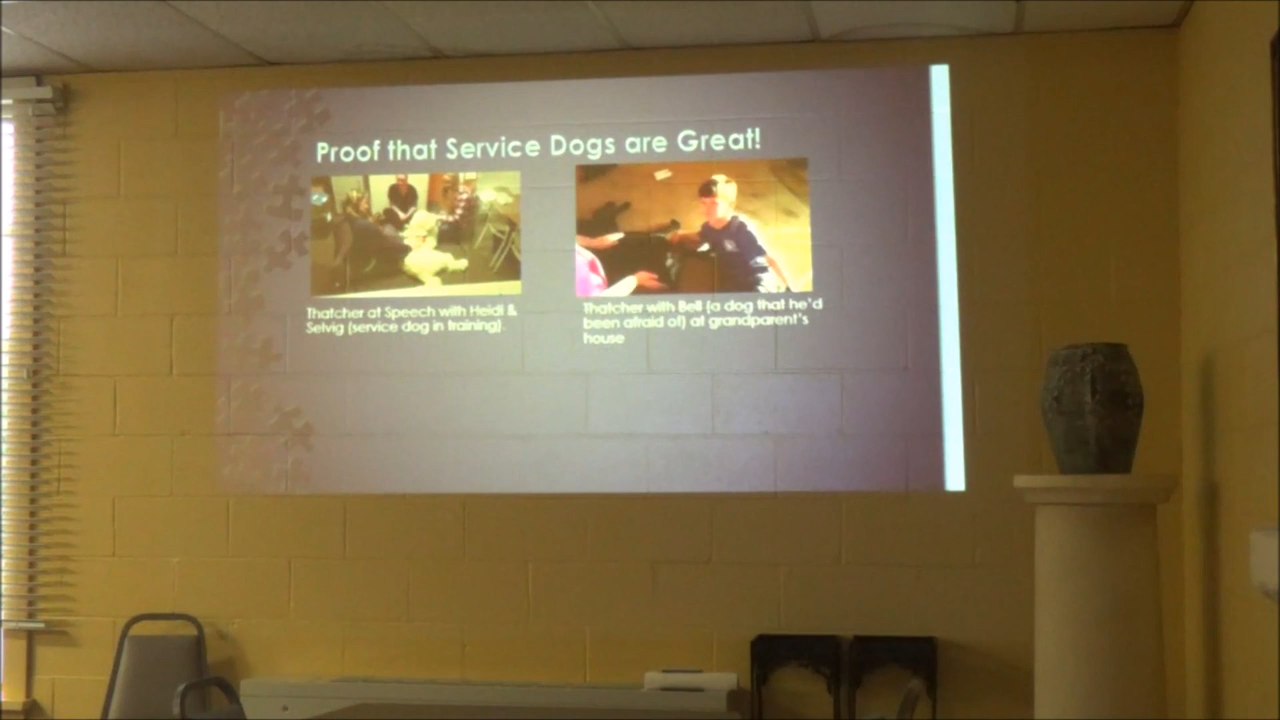 Proof that Service Dogs are Great!
Thatcher at Speech with Heidi &
Selvig (service dog in training).
Thatcher with Bell (a dog that he'd
been afraid of) at grandparent's
house